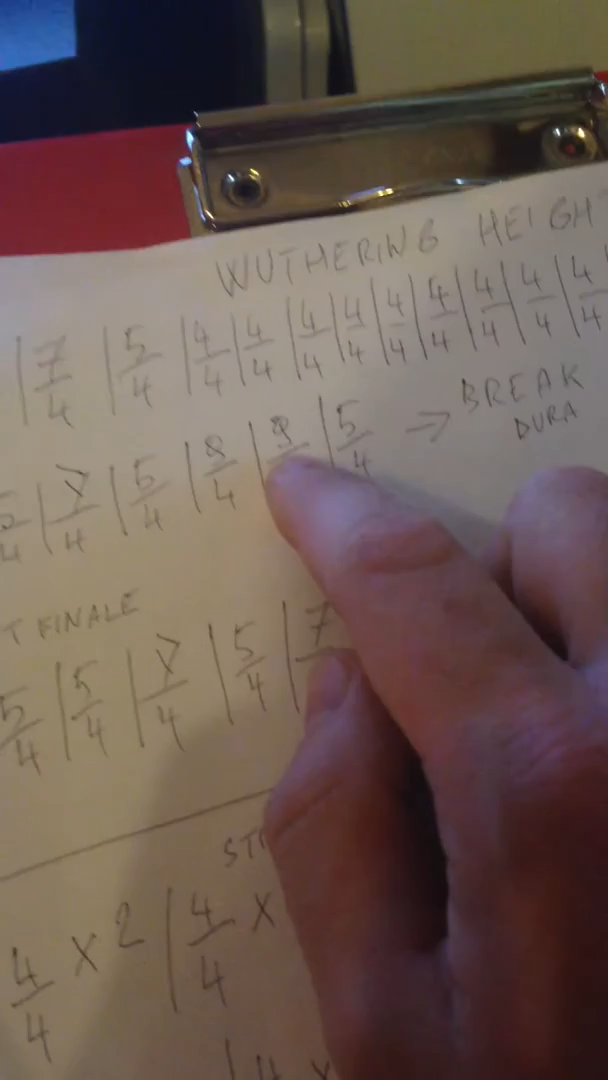 WUTHERING HEIGH
| 7/4 | 5/4 | 4/4 | 4/4 | 4/4 | 4/4 | 4/4 | 4/4 | 4/4 | 4/4 | 4/4
5/4 | 7/4 | 5/4 | 8/4 | | 5/4 → BREAK
DURA
T FINALE
5/4 | 5/4 | 7/4 | 5/4 | 7
4/4 x 2 | 4/4 x
| 4 x